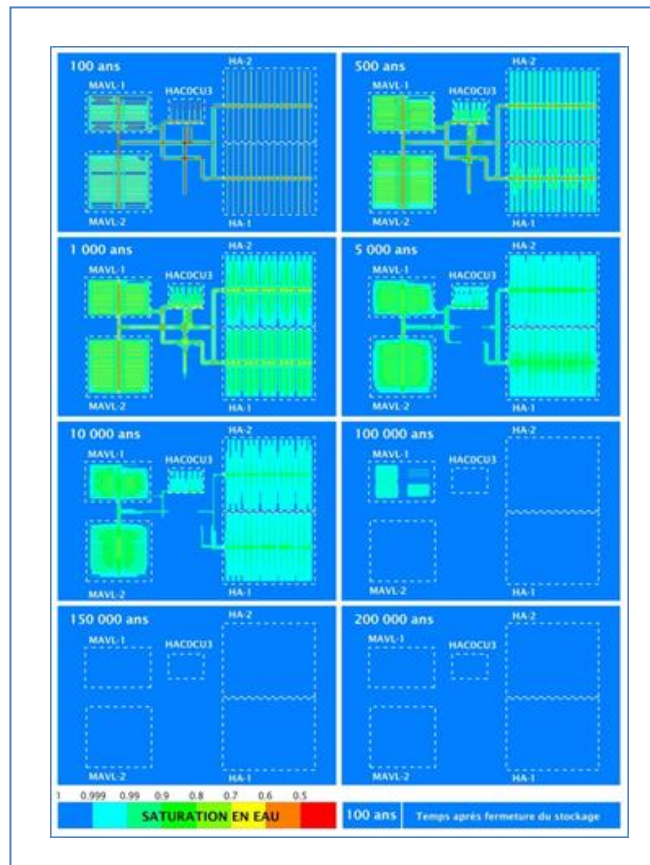 100 ans
HA-2
MAVL-1
HA0CU3
MAVL-2
HA-1
500 ans
HA-2
MAVL-1
HAC0CU3
MAVL-2
HA-1
1 000 ans
HA-2
MAVL-1
HAC0CU3
MAVL-2
HA-1
5 000 ans
HA-2
MAVL-1
HAC0CU3
MAVL-2
HA-1
10 000 ans
HA-2
MAVL-1
HAC0CU3
MAVL-2
HA-1
100 000 ans
HA-2
MAVL-1
HAC0CU3
MAVL-2
HA-1
150 000 ans
HA-2
MAVL-1
HAC0CU3
MAVL-2
HA-1
200 000 ans
HA-2
MAVL-1
HAC0CU3
MAVL-2
HA-1
1 0.999 0.99 0.9 0.8 0.7 0.6 0.5
SATURATION EN EAU
100 ans Temps après fermeture du stockage